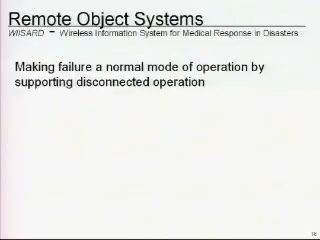 Remote Object Systems
WIISARD - Wireless Information System for Medical Response in Disasters
Making failure a normal mode of operation by
supporting disconnected operation